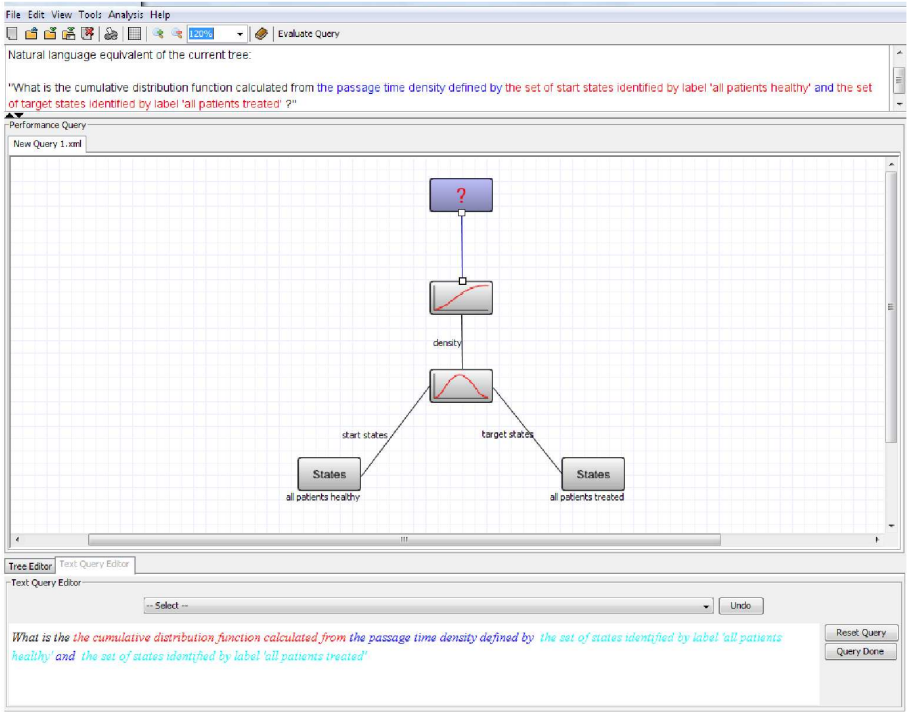 File Edit View Tools Analysis Help
120% Evaluate Query
Natural language equivalent of the current tree:
"What is the cumulative distribution function calculated from the passage time density defined by the set of start states identified by label 'all patients healthy' and the set
of target states identified by label 'all patients treated' ?"
Performance Query
New Query 1.xml
?
density
start states
target states
States
States
all patients healthy
all patients treated
Tree Editor Text Query Editor
Text Query Editor
-- Select --
Undo
What is the the cumulative distribution function calculated from the passage time density defined by the set of states identified by label 'all patients
healthy' and the set of states identified by label 'all patients treated'
Reset Query
Query Done